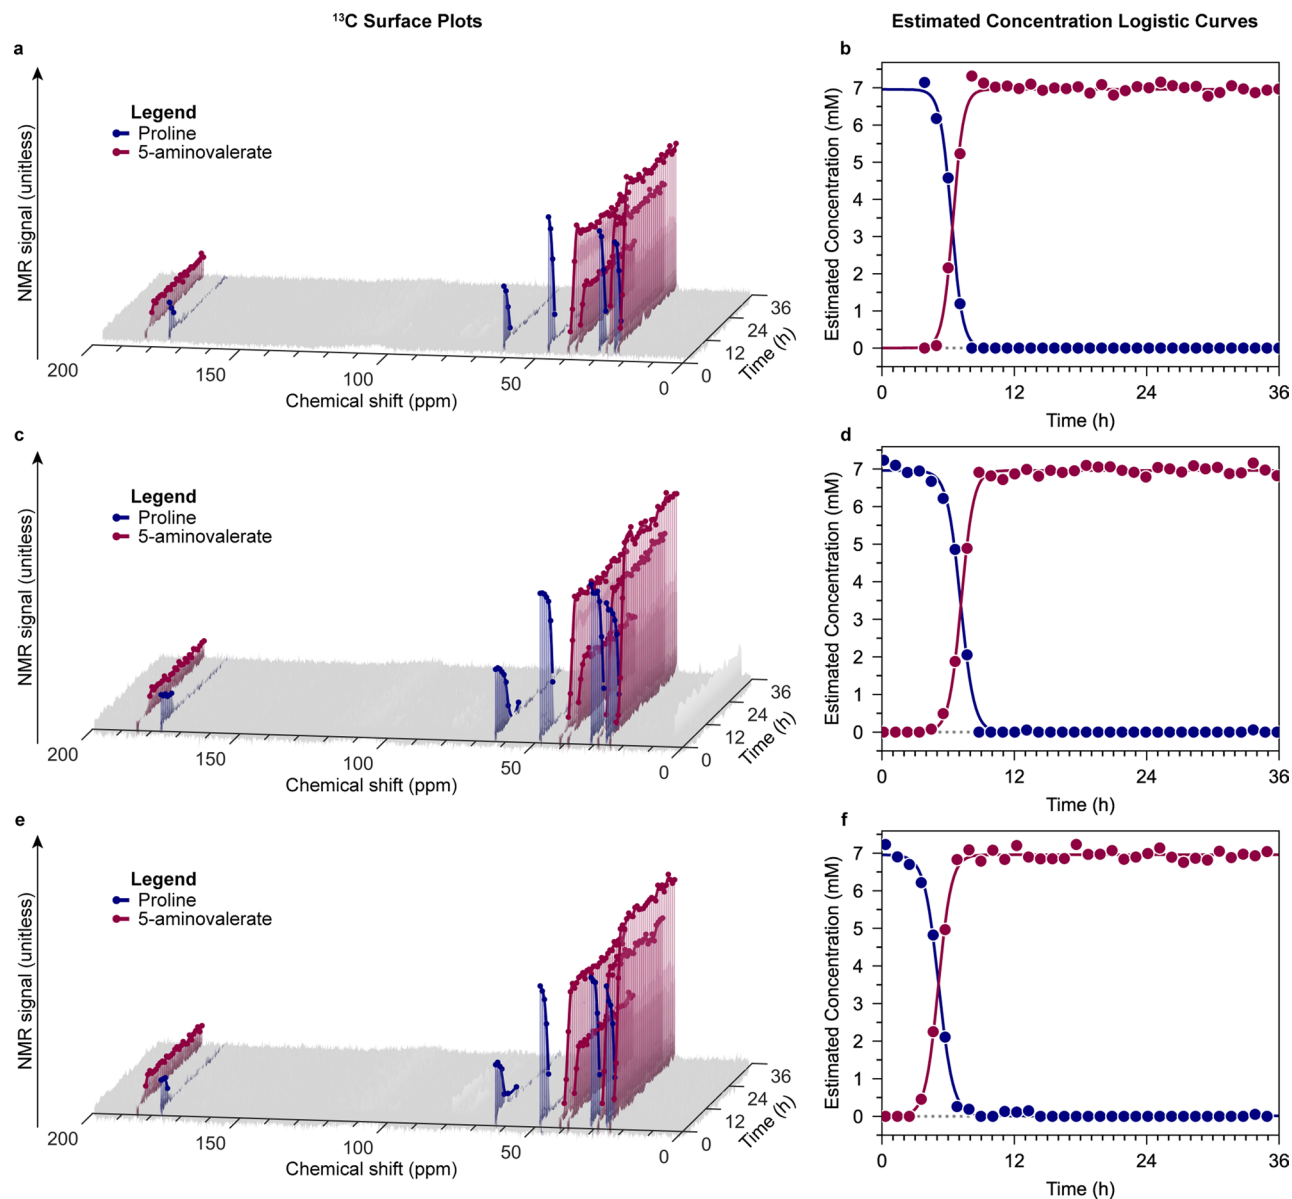 ¹³C Surface Plots
Estimated Concentration Logistic Curves
a
NMR signal (unitless)
Legend
Proline
5-aminovalerate
200
150
100
50
0
Chemical shift (ppm)
0
12
24
36
Time (h)
b
Estimated Concentration (mM)
7
6
5
4
3
2
1
0
0
12
24
36
Time (h)
c
NMR signal (unitless)
Legend
Proline
5-aminovalerate
200
150
100
50
0
Chemical shift (ppm)
0
12
24
36
Time (h)
d
Estimated Concentration (mM)
7
6
5
4
3
2
1
0
0
12
24
36
Time (h)
e
NMR signal (unitless)
Legend
Proline
5-aminovalerate
200
150
100
50
0
Chemical shift (ppm)
0
12
24
36
Time (h)
f
Estimated Concentration (mM)
7
6
5
4
3
2
1
0
0
12
24
36
Time (h)